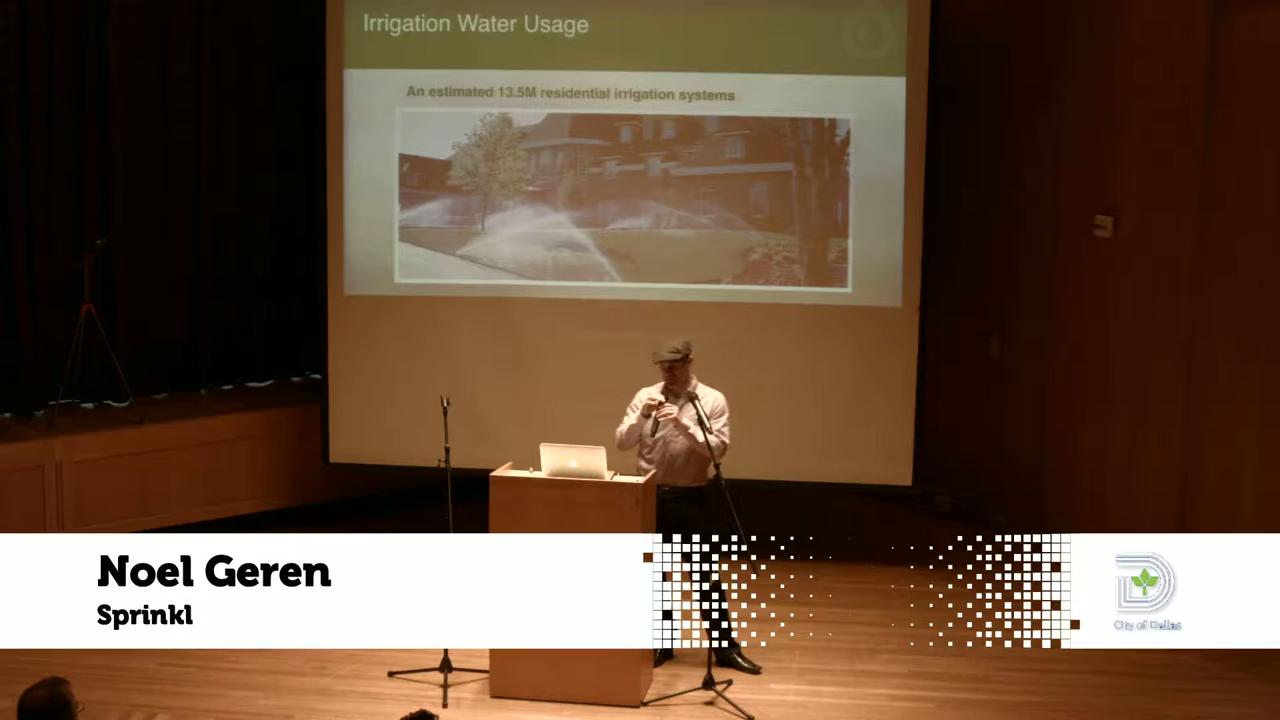 Irrigation Water Usage
An estimated 13.5M residential irrigation systems
Noel Geren
Sprinkl
City of Dallas